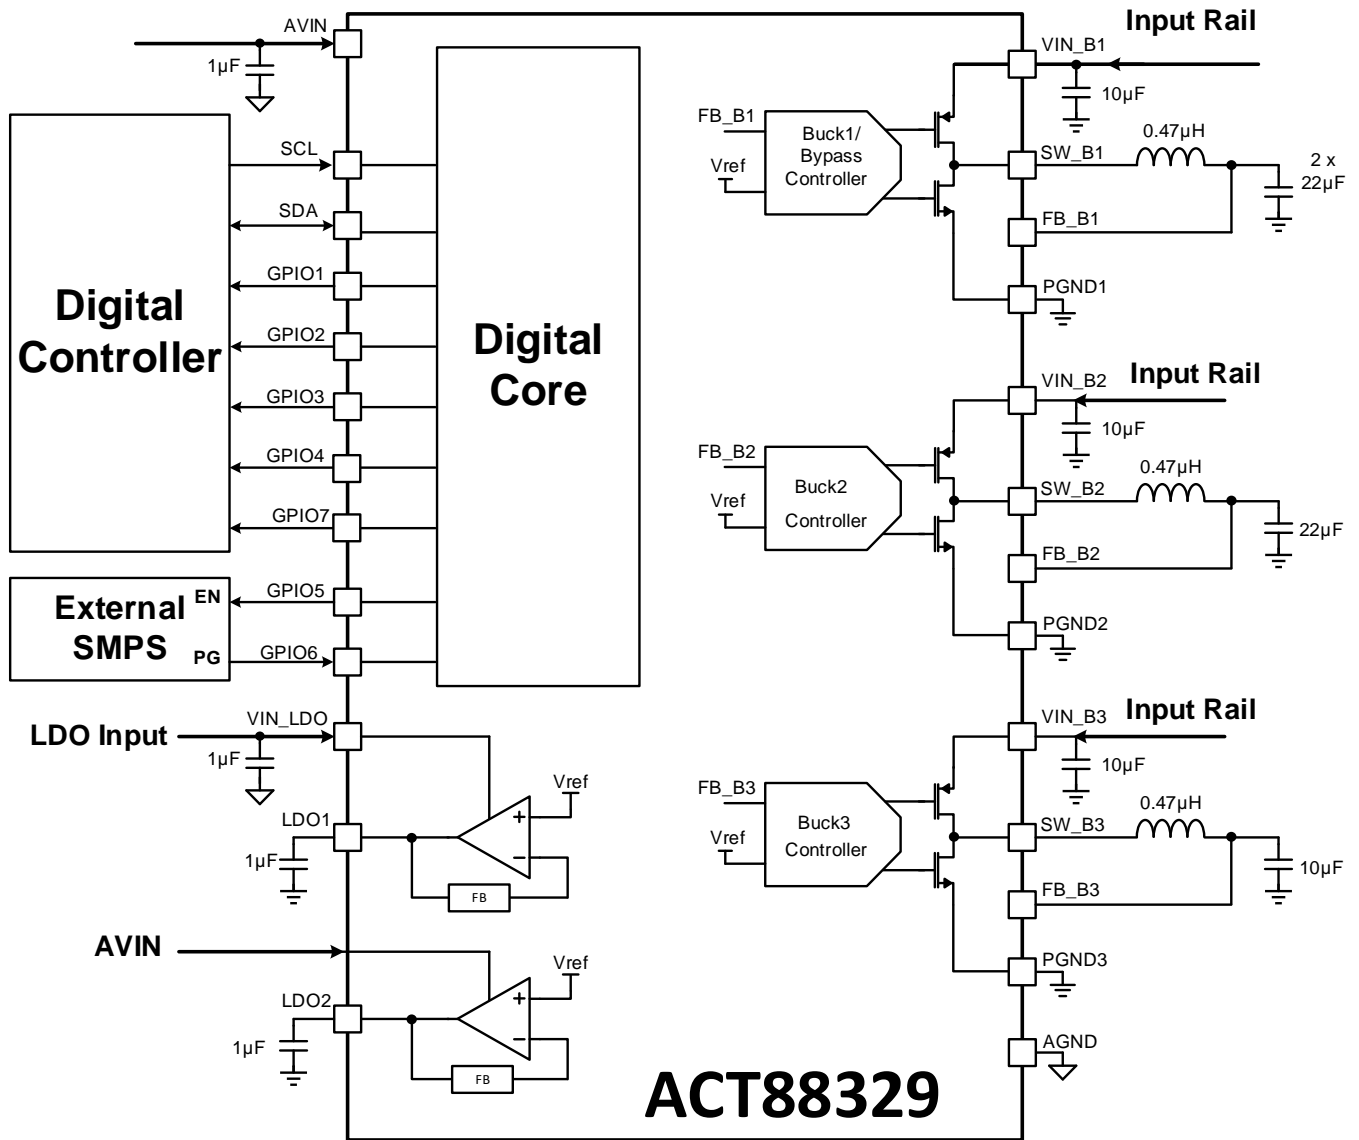 AVIN
1µF
Digital
Controller
SCL
SDA
GPIO1
GPIO2
GPIO3
GPIO4
GPIO7
External
SMPS
EN
PG
GPIO5
GPIO6
Digital
Core
LDO Input
VIN_LDO
1µF
LDO1
1µF
Vref
+
−
FB
AVIN
LDO2
1µF
Vref
+
−
FB
Input Rail
VIN_B1
10µF
FB_B1
Vref
Buck1/
Bypass
Controller
SW_B1
0.47µH
2 x
22µF
FB_B1
PGND1
Input Rail
VIN_B2
10µF
FB_B2
Vref
Buck2
Controller
SW_B2
0.47µH
22µF
FB_B2
PGND2
Input Rail
VIN_B3
10µF
FB_B3
Vref
Buck3
Controller
SW_B3
0.47µH
10µF
FB_B3
PGND3
AGND
ACT88329